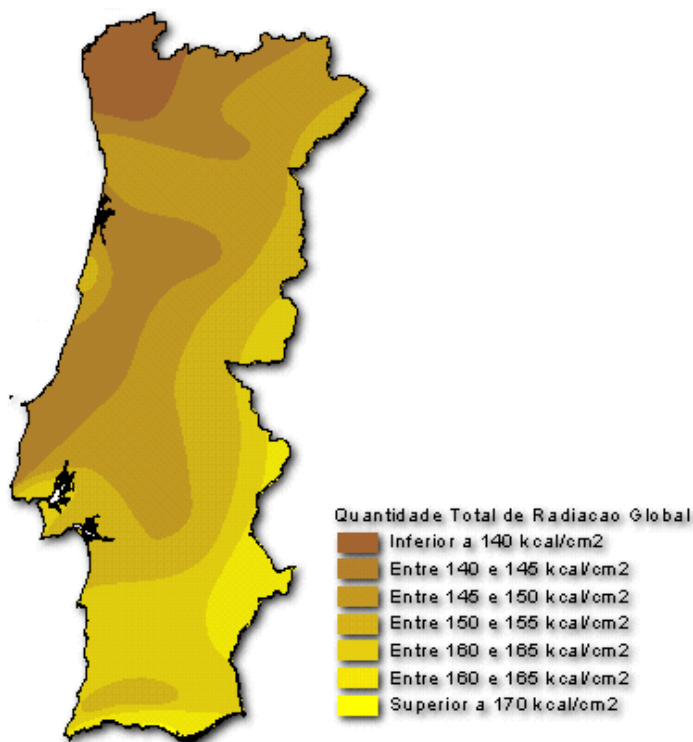 Quantidade Total de Radiacao Global
Inferior a 140 kcal/cm2
Entre 140 e 145 kcal/cm2
Entre 145 e 150 kcal/cm2
Entre 150 e 155 kcal/cm2
Entre 160 e 165 kcal/cm2
Entre 160 e 165 kcal/cm2
Superior a 170 kcal/cm2